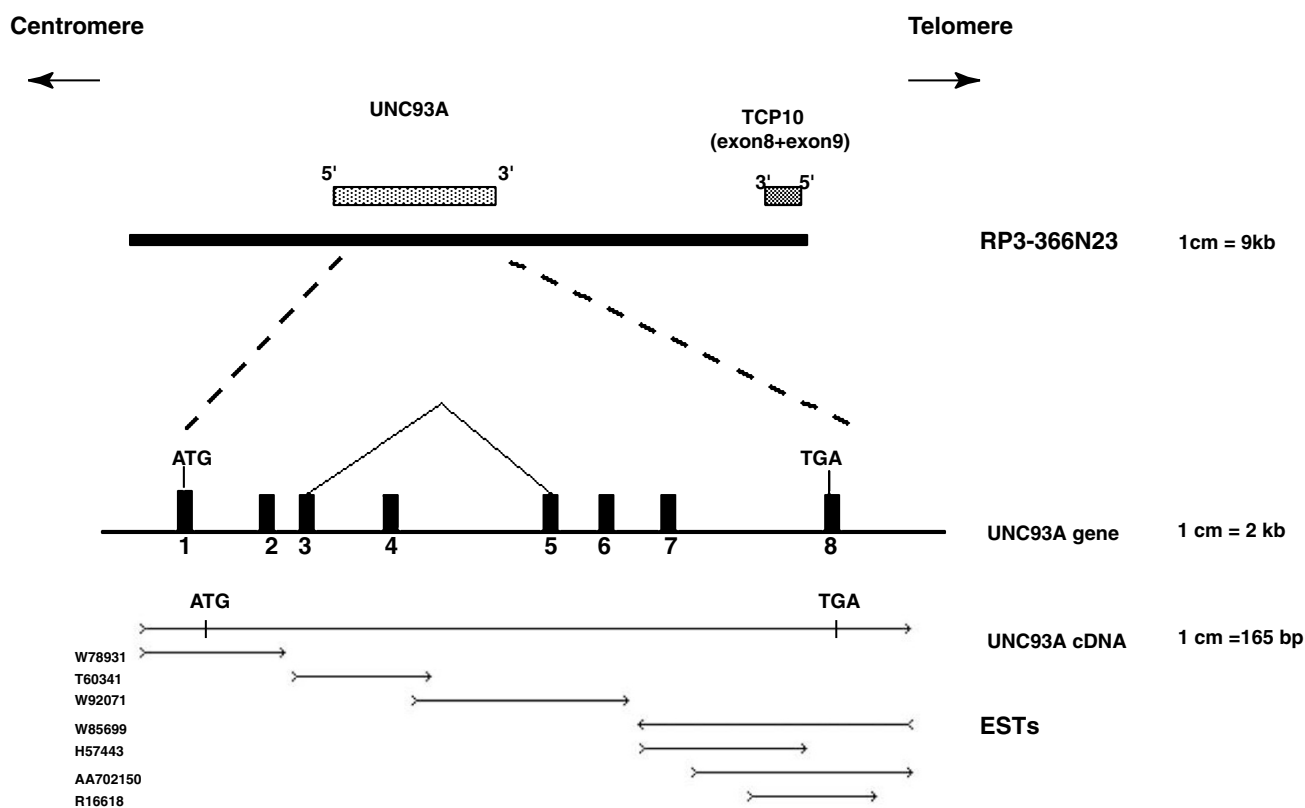 Centromere
Telomere
UNC93A
TCP10
(exon8+exon9)
5'
3'
3'
5'
RP3-366N23
1cm = 9kb
ATG
TGA
1
2
3
4
5
6
7
8
UNC93A gene
1 cm = 2 kb
ATG
TGA
UNC93A cDNA
1 cm =165 bp
W78931
T60341
W92071
W85699
ESTs
H57443
AA702150
R16618